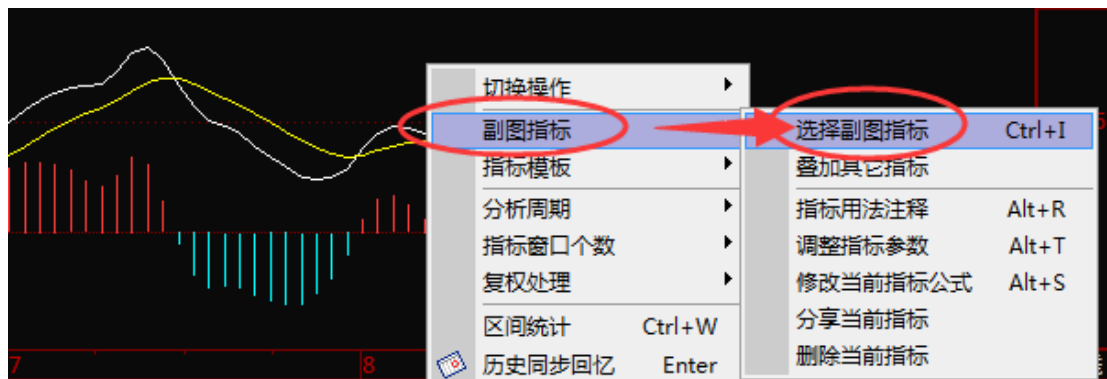 切换操作
副图指标
指标模板
分析周期
指标窗口个数
复权处理
区间统计 Ctrl+W
历史同步回忆 Enter
选择副图指标 Ctrl+I
叠加其它指标
指标用法注释 Alt+R
调整指标参数 Alt+T
修改当前指标公式 Alt+S
分享当前指标
删除当前指标
7
8